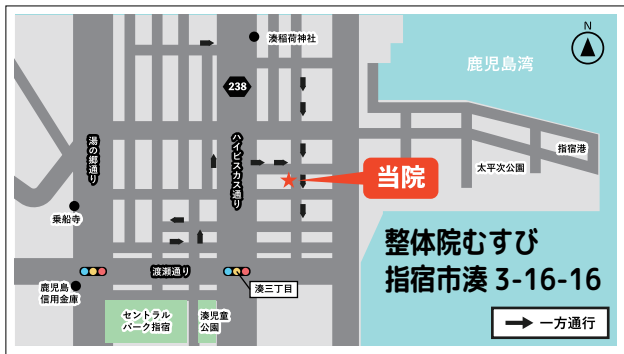 湊稲荷神社
N
鹿児島湾
238
湯の郷通り
ハイビスカス通り
指宿港
太平次公園
当院
乗船寺
整体院むすび
指宿市湊 3-16-16
渡瀬通り
鹿児島
信用金庫
湊三丁目
セントラル
パーク指宿
湊児童
公園
一方通行